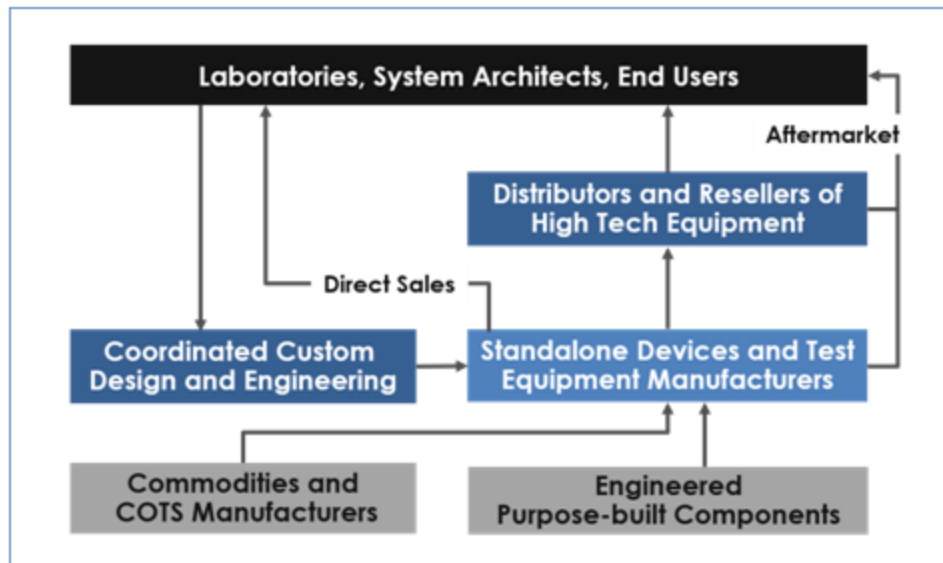 Laboratories, System Architects, End Users
Aftermarket
Distributors and Resellers of
High Tech Equipment
Direct Sales
Coordinated Custom
Design and Engineering
Standalone Devices and Test
Equipment Manufacturers
Commodities and
COTS Manufacturers
Engineered
Purpose-built Components